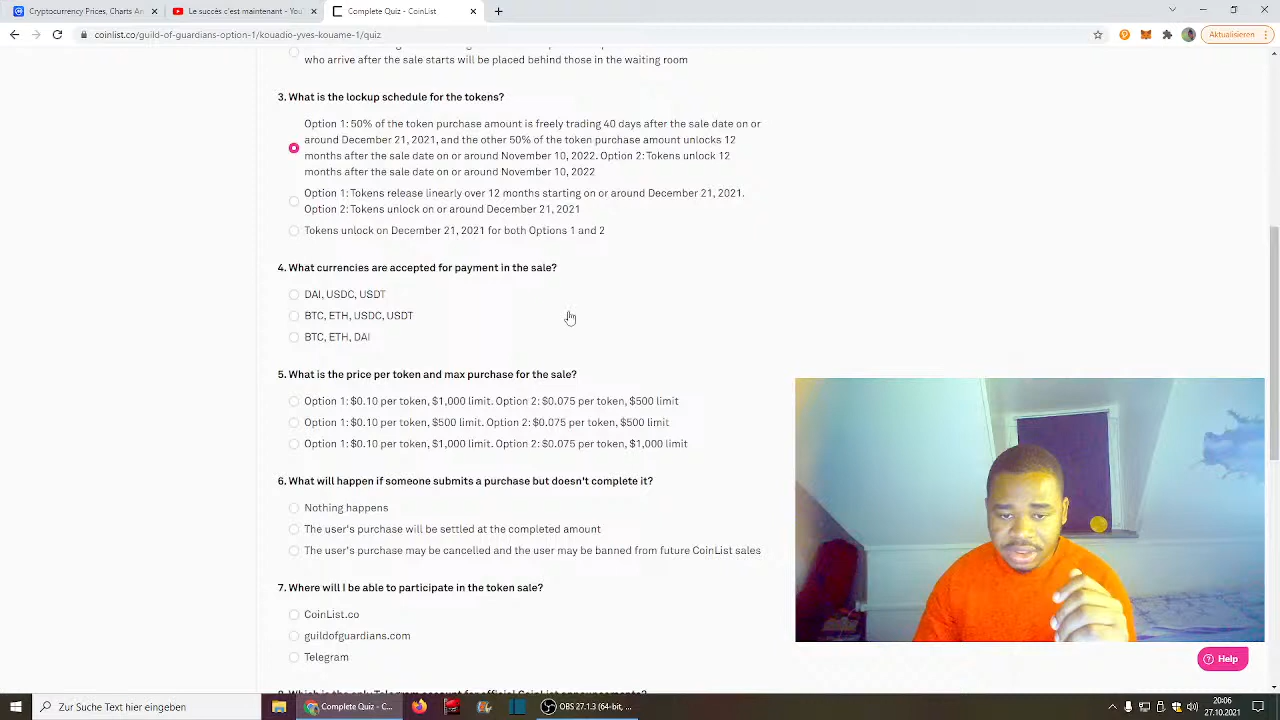 Cryptocurrency Prices, Charts An
Le succès c'est maintenant - You
Complete Quiz - CoinList
coinlist.co/guild-of-guardians-option-1/kouadio-yves-kouame-1/quiz
Aktualisieren
who arrive after the sale starts will be placed behind those in the waiting room
3. What is the lockup schedule for the tokens?
Option 1: 50% of the token purchase amount is freely trading 40 days after the sale date on or
around December 21, 2021, and the other 50% of the token purchase amount unlocks 12
months after the sale date on or around November 10, 2022. Option 2: Tokens unlock 12
months after the sale date on or around November 10, 2022
Option 1: Tokens release linearly over 12 months starting on or around December 21, 2021.
Option 2: Tokens unlock on or around December 21, 2021
Tokens unlock on December 21, 2021 for both Options 1 and 2
4. What currencies are accepted for payment in the sale?
DAI, USDC, USDT
BTC, ETH, USDC, USDT
BTC, ETH, DAI
5. What is the price per token and max purchase for the sale?
Option 1: $0.10 per token, $1,000 limit. Option 2: $0.075 per token, $500 limit
Option 1: $0.10 per token, $500 limit. Option 2: $0.075 per token, $500 limit
Option 1: $0.10 per token, $1,000 limit. Option 2: $0.075 per token, $1,000 limit
6. What will happen if someone submits a purchase but doesn't complete it?
Nothing happens
The user's purchase will be settled at the completed amount
The user's purchase may be cancelled and the user may be banned from future CoinList sales
7. Where will I be able to participate in the token sale?
CoinList.co
guildofguardians.com
Telegram
Help
8. Which is the only Telegram account for official CoinList announcements?
Zur Suche Text hier eingeben
Complete Quiz - C...
OBS 27.1.3 (64-bit, ...
20:06
27.10.2021